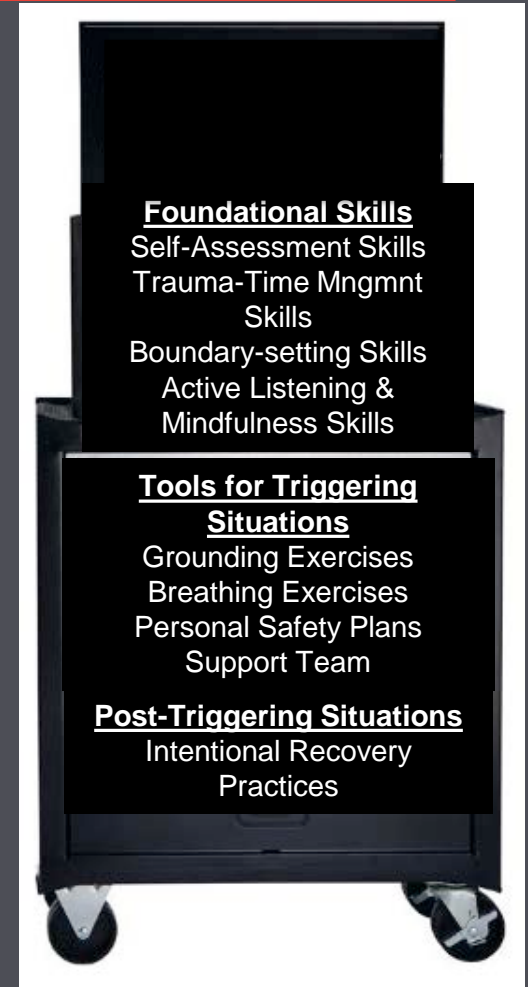 Foundational Skills
Self-Assessment Skills
Trauma-Time Mngmnt
Skills
Boundary-setting Skills
Active Listening &
Mindfulness Skills
Tools for Triggering
Situations
Grounding Exercises
Breathing Exercises
Personal Safety Plans
Support Team
Post-Triggering Situations
Intentional Recovery
Practices